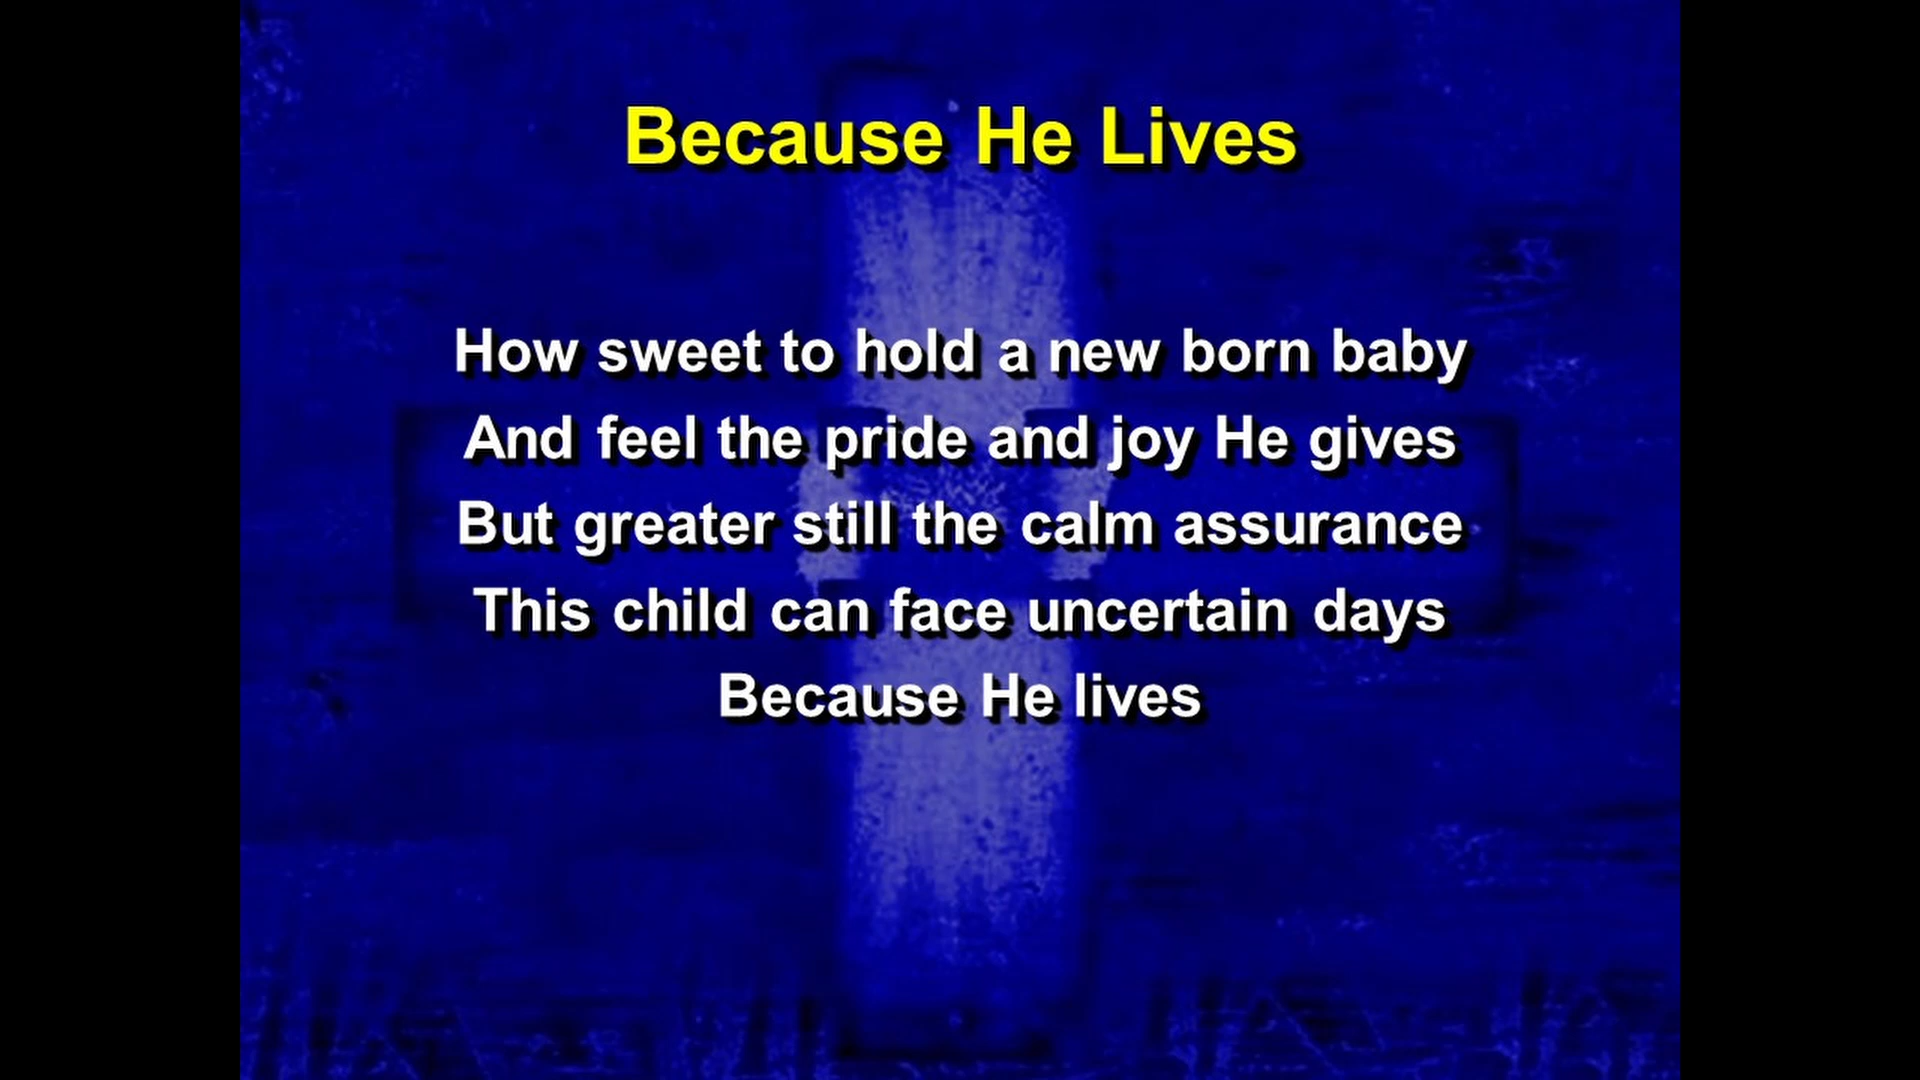 Because He Lives
How sweet to hold a new born baby
And feel the pride and joy He gives
But greater still the calm assurance
This child can face uncertain days
Because He lives